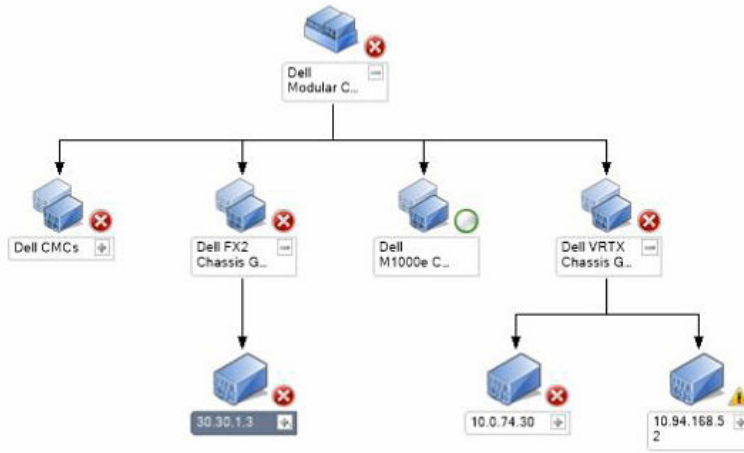 Dell
Modular C...
Dell CMCs
Dell FX2
Chassis G...
Dell
M1000e C...
Dell VRTX
Chassis G...
30.30.1.3
10.0.74.30
10.94.168.5
2